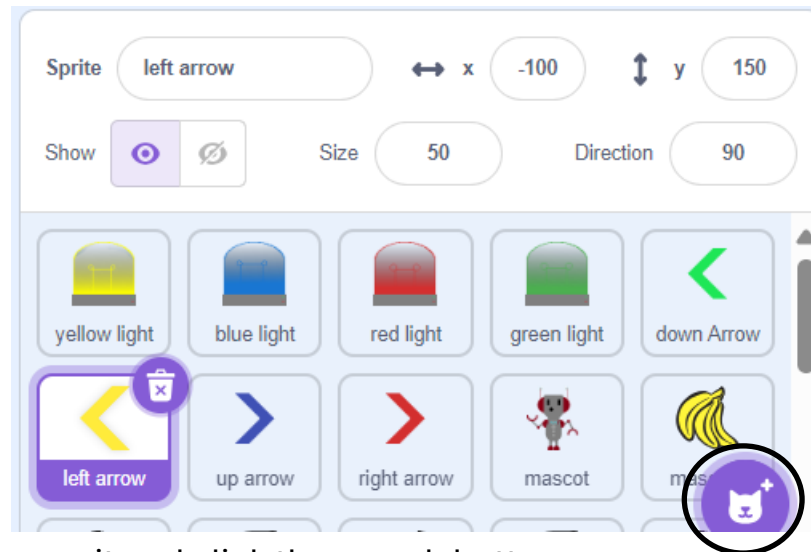 Sprite left arrow x -100 y 150
Show Size 50 Direction 90
yellow light blue light red light green light down Arrow
left arrow up arrow right arrow mascot